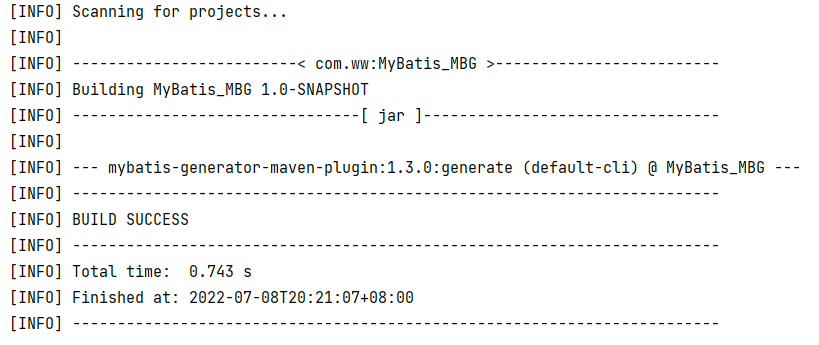 [INFO] Scanning for projects...
[INFO]
[INFO] -------------------------< com.ww:MyBatis_MBG >-------------------------
[INFO] Building MyBatis_MBG 1.0-SNAPSHOT
[INFO] --------------------------------[ jar ]---------------------------------
[INFO]
[INFO] --- mybatis-generator-maven-plugin:1.3.0:generate (default-cli) @ MyBatis_MBG ---
[INFO] ------------------------------------------------------------------------
[INFO] BUILD SUCCESS
[INFO] ------------------------------------------------------------------------
[INFO] Total time:  0.743 s
[INFO] Finished at: 2022-07-08T20:21:07+08:00
[INFO] ------------------------------------------------------------------------